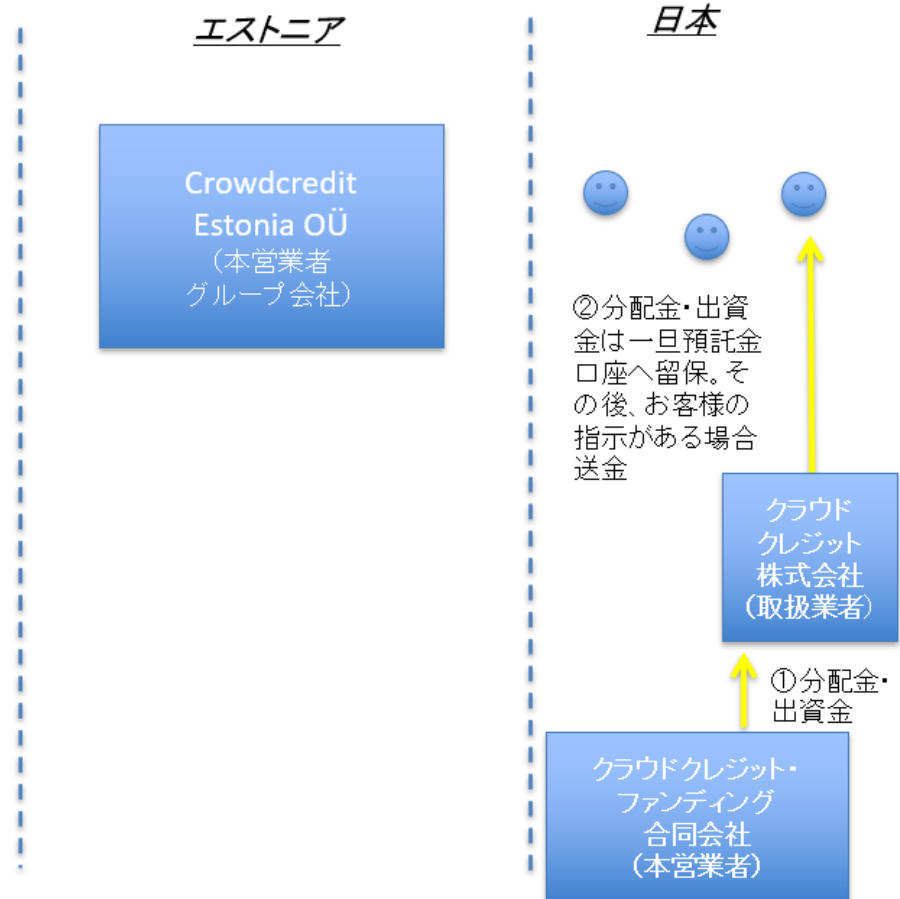 エストニア
日本
Crowdcredit
Estonia OÜ
（本営業者
グループ会社）
②分配金・出資
金は一旦預託金
口座へ留保。そ
の後、お客様の
指示がある場合
送金
クラウド
クレジット
株式会社
（取扱業者）
①分配金・
出資金
クラウドクレジット・
ファンディング
合同会社
（本営業者）